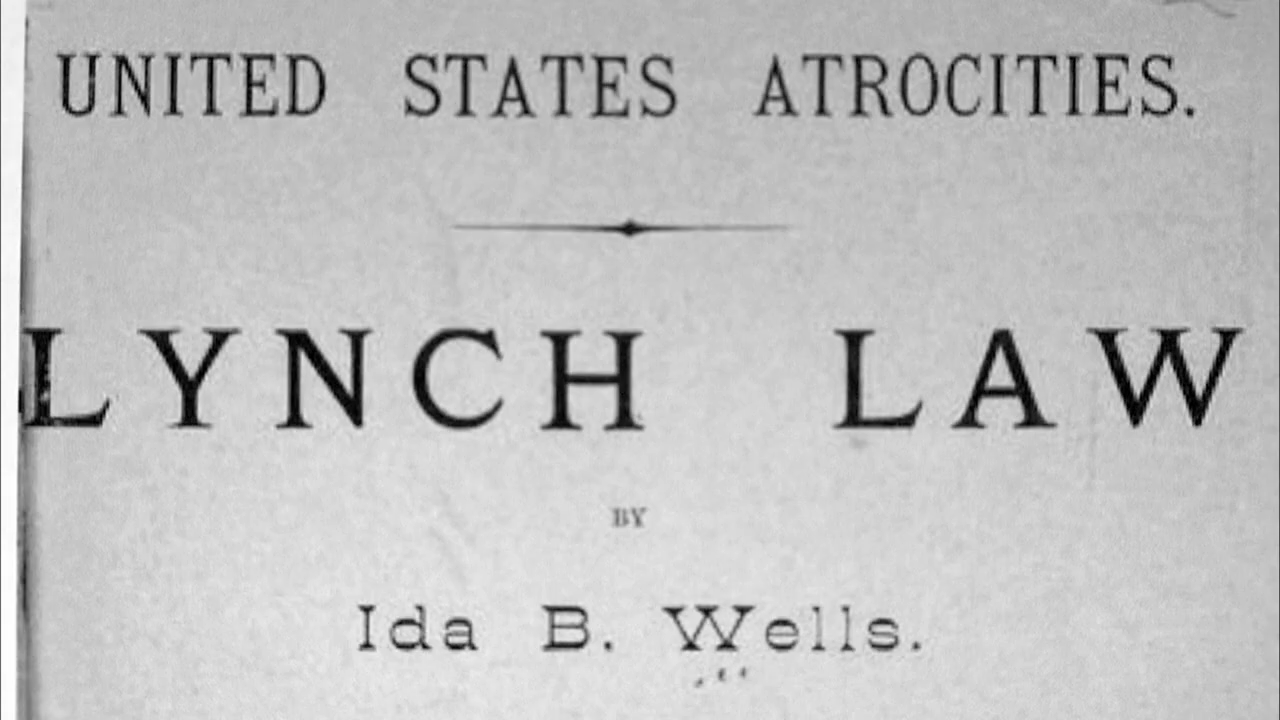 UNITED STATES ATROCITIES.
LYNCH LAW
BY
Ida B. Wells.